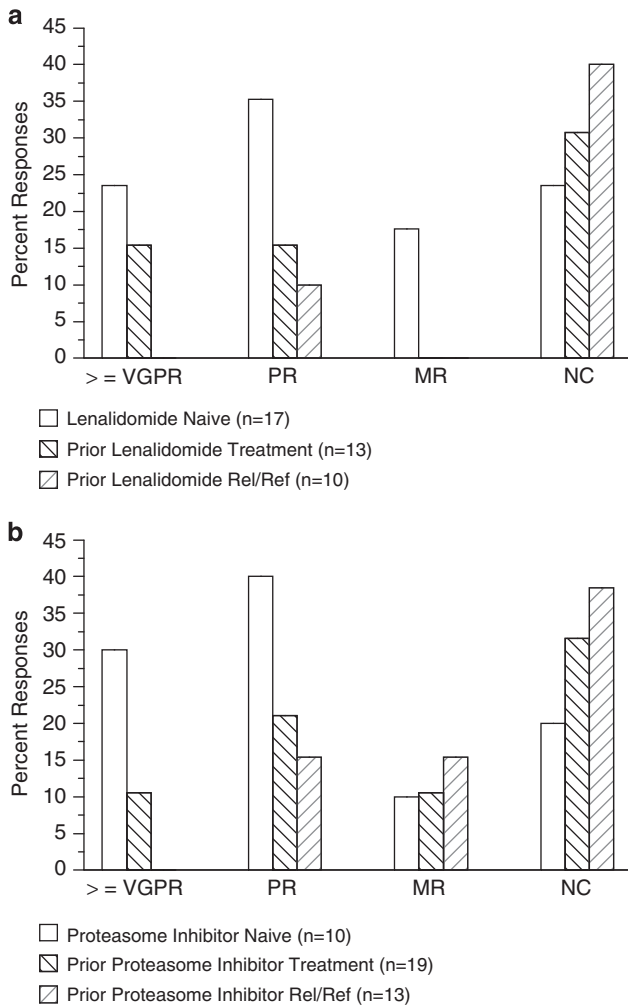 a
Percent Responses
45
40
35
30
25
20
15
10
5
0
> = VGPR PR MR NC
Lenalidomide Naive (n=17)
Prior Lenalidomide Treatment (n=13)
Prior Lenalidomide Rel/Ref (n=10)
b
Percent Responses
45
40
35
30
25
20
15
10
5
0
> = VGPR PR MR NC
Proteasome Inhibitor Naive (n=10)
Prior Proteasome Inhibitor Treatment (n=19)
Prior Proteasome Inhibitor Rel/Ref (n=13)